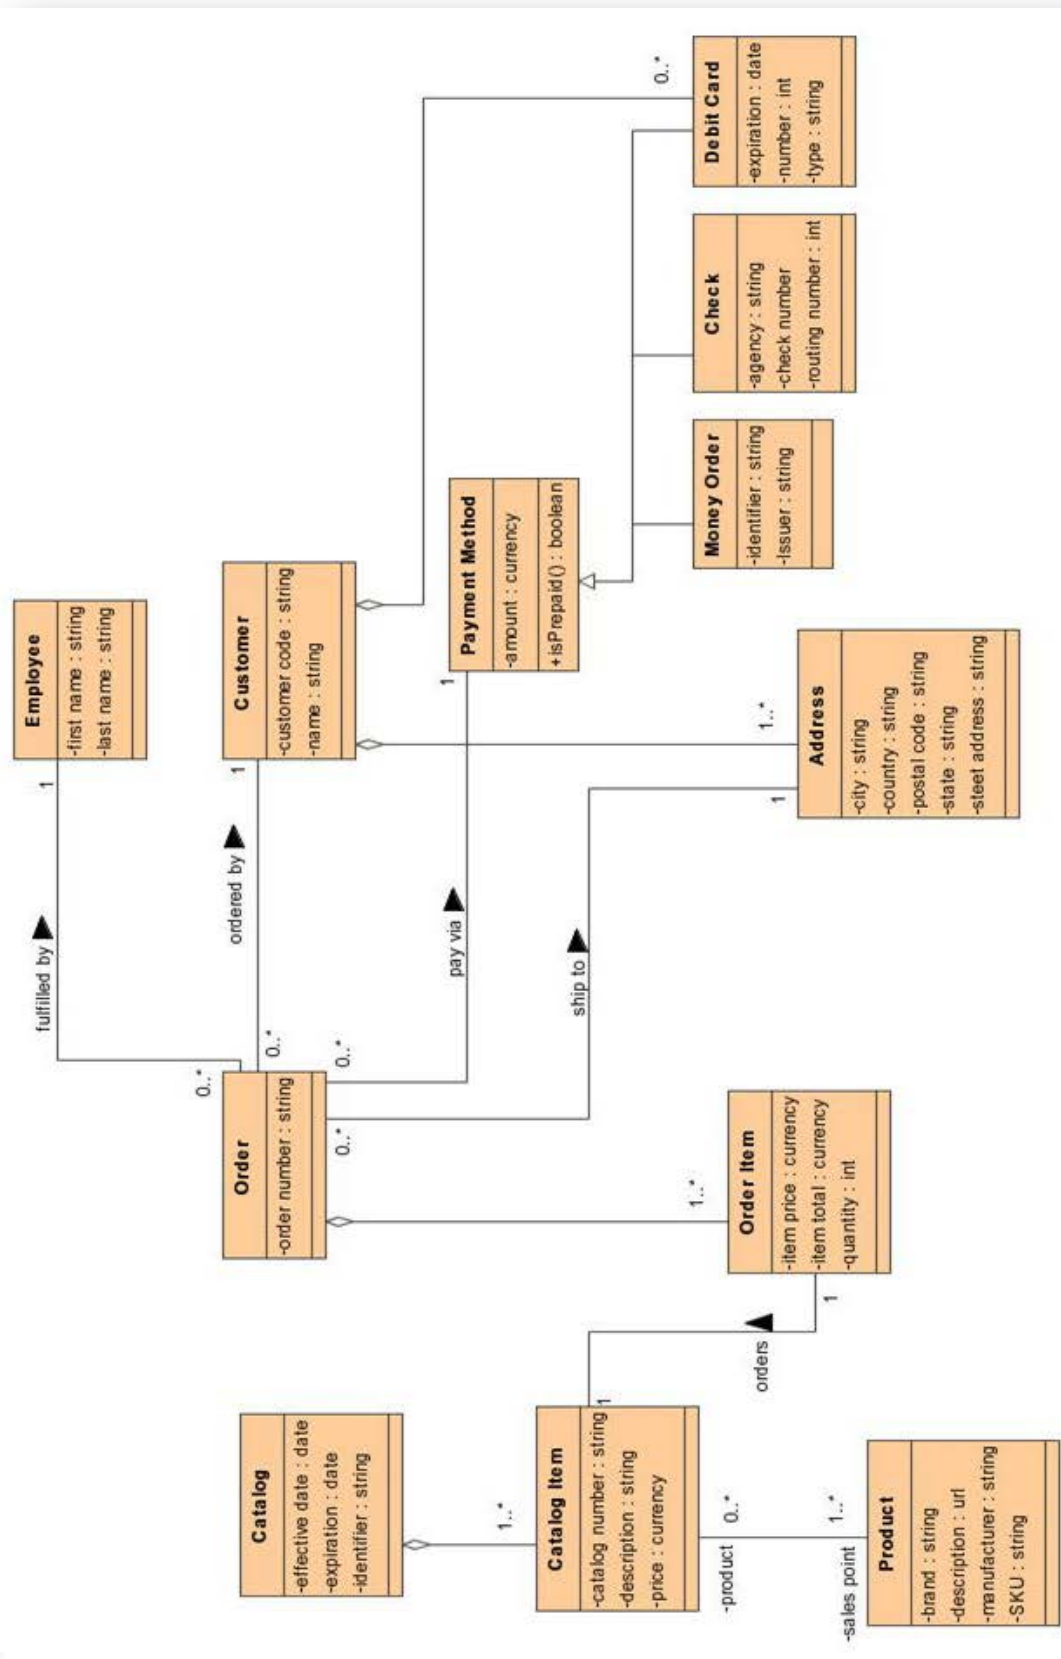 Catalog
-effective date : date
-expiration : date
-identifier : string
1..*
Catalog Item
-catalog number : string
-description : string
-price : currency
1
-product
0..*
-sales point
1..*
Product
-brand : string
-description : url
-manufacturer : string
-SKU : string
orders
1
Order
-order number : string
1..*
Order Item
-item price : currency
-item total : currency
-quantity : int
0..*
fulfilled by
1
Employee
-first name : string
-last name : string
0..*
ordered by
1
Customer
-customer code : string
-name : string
0..*
pay via
1
Payment Method
-amount : currency
+isPrepaid() : boolean
0..*
ship to
1
1..*
Address
-city : string
-country : string
-postal code : string
-state : string
-steet address : string
Money Order
-identifier : string
-Issuer : string
Check
-agency : string
-check number
-routing number : int
0..*
Debit Card
-expiration : date
-number : int
-type : string